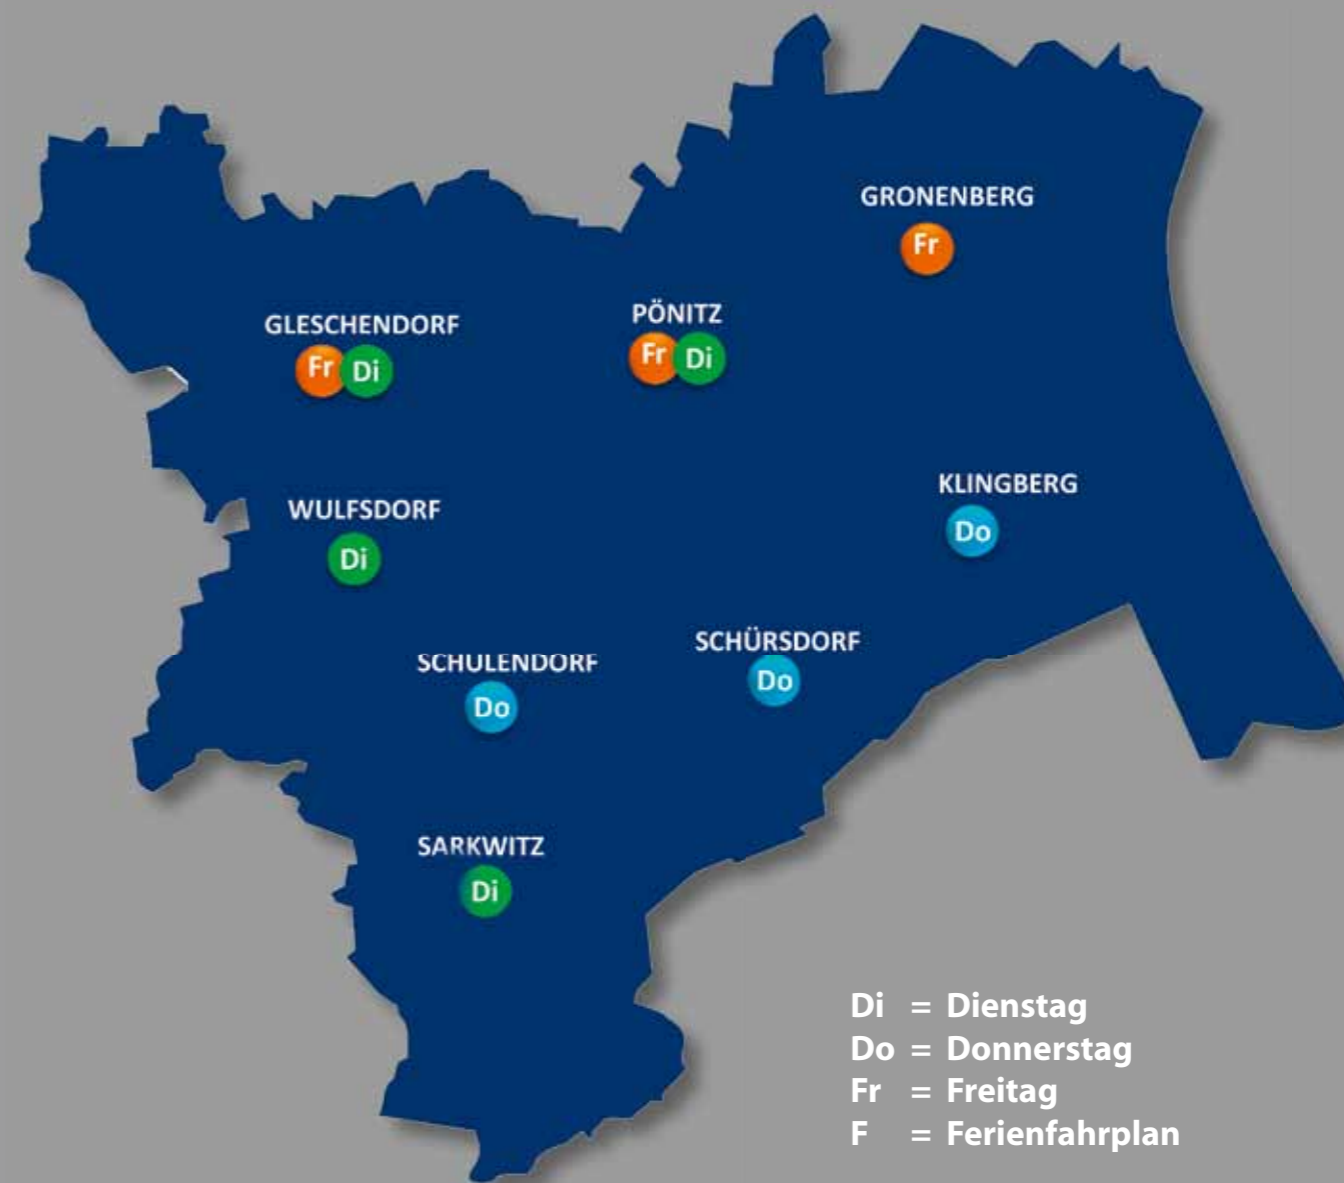 GRONENBERG
Fr
GLESCHENDORF
Fr Di
PÖNITZ
Fr Di
KLINGBERG
Do
WULFSDORF
Di
SCHÜRSDORF
Do
SCHULENDORF
Do
SARKWITZ
Di
Di = Dienstag
Do = Donnerstag
Fr = Freitag
F = Ferienfahrplan